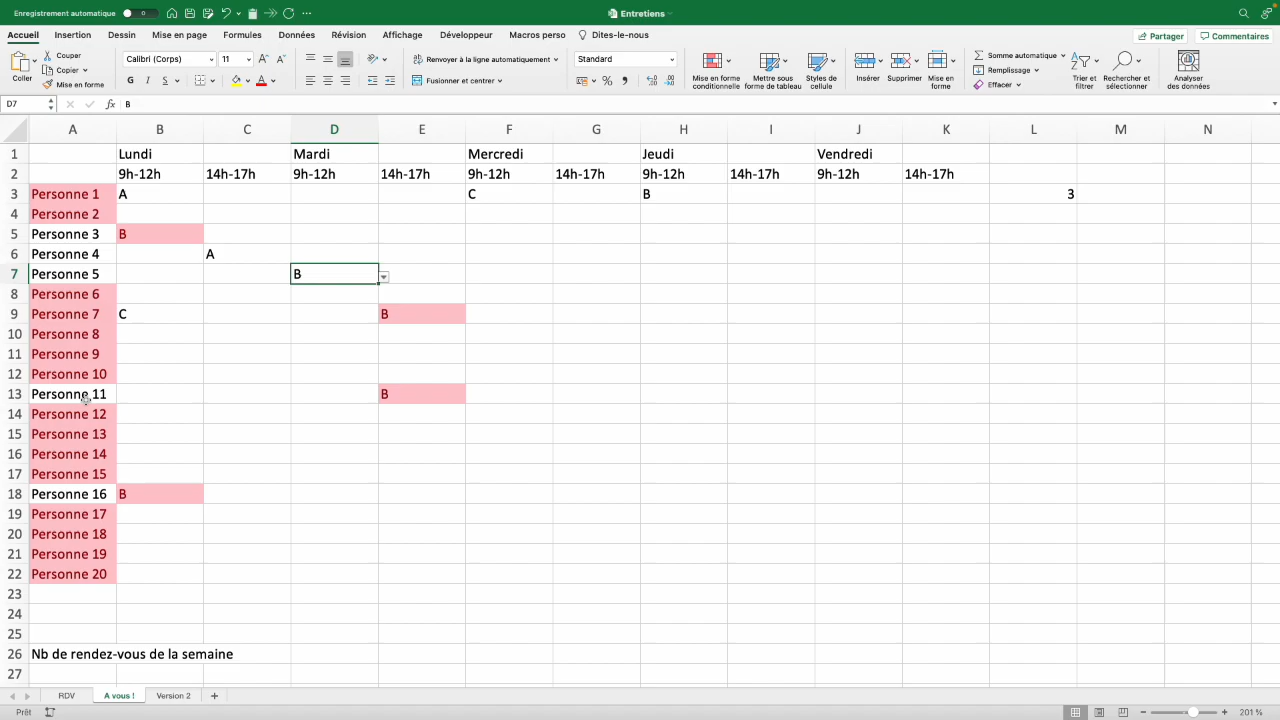 Enregistrement automatique
Entretiens
Accueil Insertion Dessin Mise en page Formules Données Révision Affichage Développeur Macros perso Dites-le-nous Partager Commentaires
Coller
Couper
Copier
Mise en forme
Calibri (Corps) 11
G I S
Renvoyer à la ligne automatiquement
Fusionner et centrer
Standard
Mise en forme conditionnelle
Mettre sous forme de tableau
Styles de cellule
Insérer
Supprimer
Mise en forme
Somme automatique
Remplissage
Effacer
Trier et filtrer
Rechercher et sélectionner
Analyser des données
D7 fx B
A B C D E F G H I J K L M N
1 Lundi Mardi Mercredi Jeudi Vendredi
2 9h-12h 14h-17h 9h-12h 14h-17h 9h-12h 14h-17h 9h-12h 14h-17h 9h-12h 14h-17h
3 Personne 1 A C B 3
4 Personne 2
5 Personne 3 B
6 Personne 4 A
7 Personne 5 B
8 Personne 6
9 Personne 7 C B
10 Personne 8
11 Personne 9
12 Personne 10
13 Personne 11 B
14 Personne 12
15 Personne 13
16 Personne 14
17 Personne 15
18 Personne 16 B
19 Personne 17
20 Personne 18
21 Personne 19
22 Personne 20
23
24
25
26 Nb de rendez-vous de la semaine
27
RDV A vous ! Version 2
Prêt 201 %